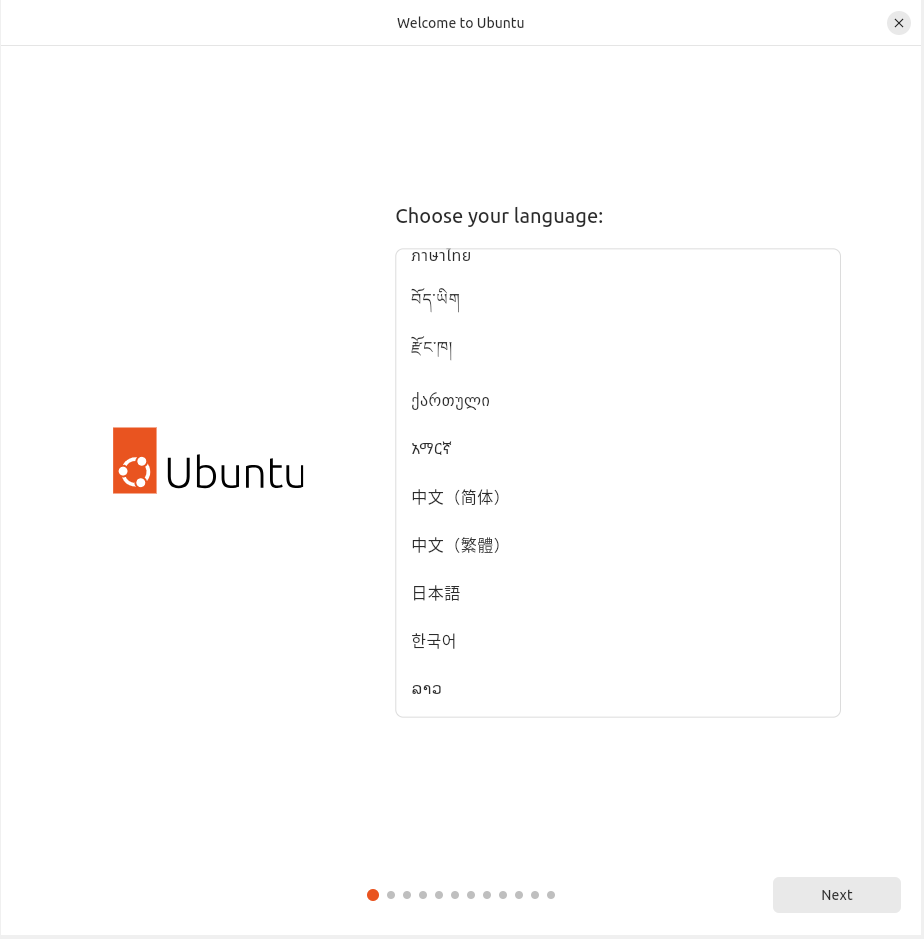 Welcome to Ubuntu
Choose your language:
ภาษาไทย
བོད་ཡིག
རྫོང་ཁ།
ქართული
አማርኛ
中文（简体）
中文（繁體）
日本語
한국어
ລາວ
Ubuntu
Next